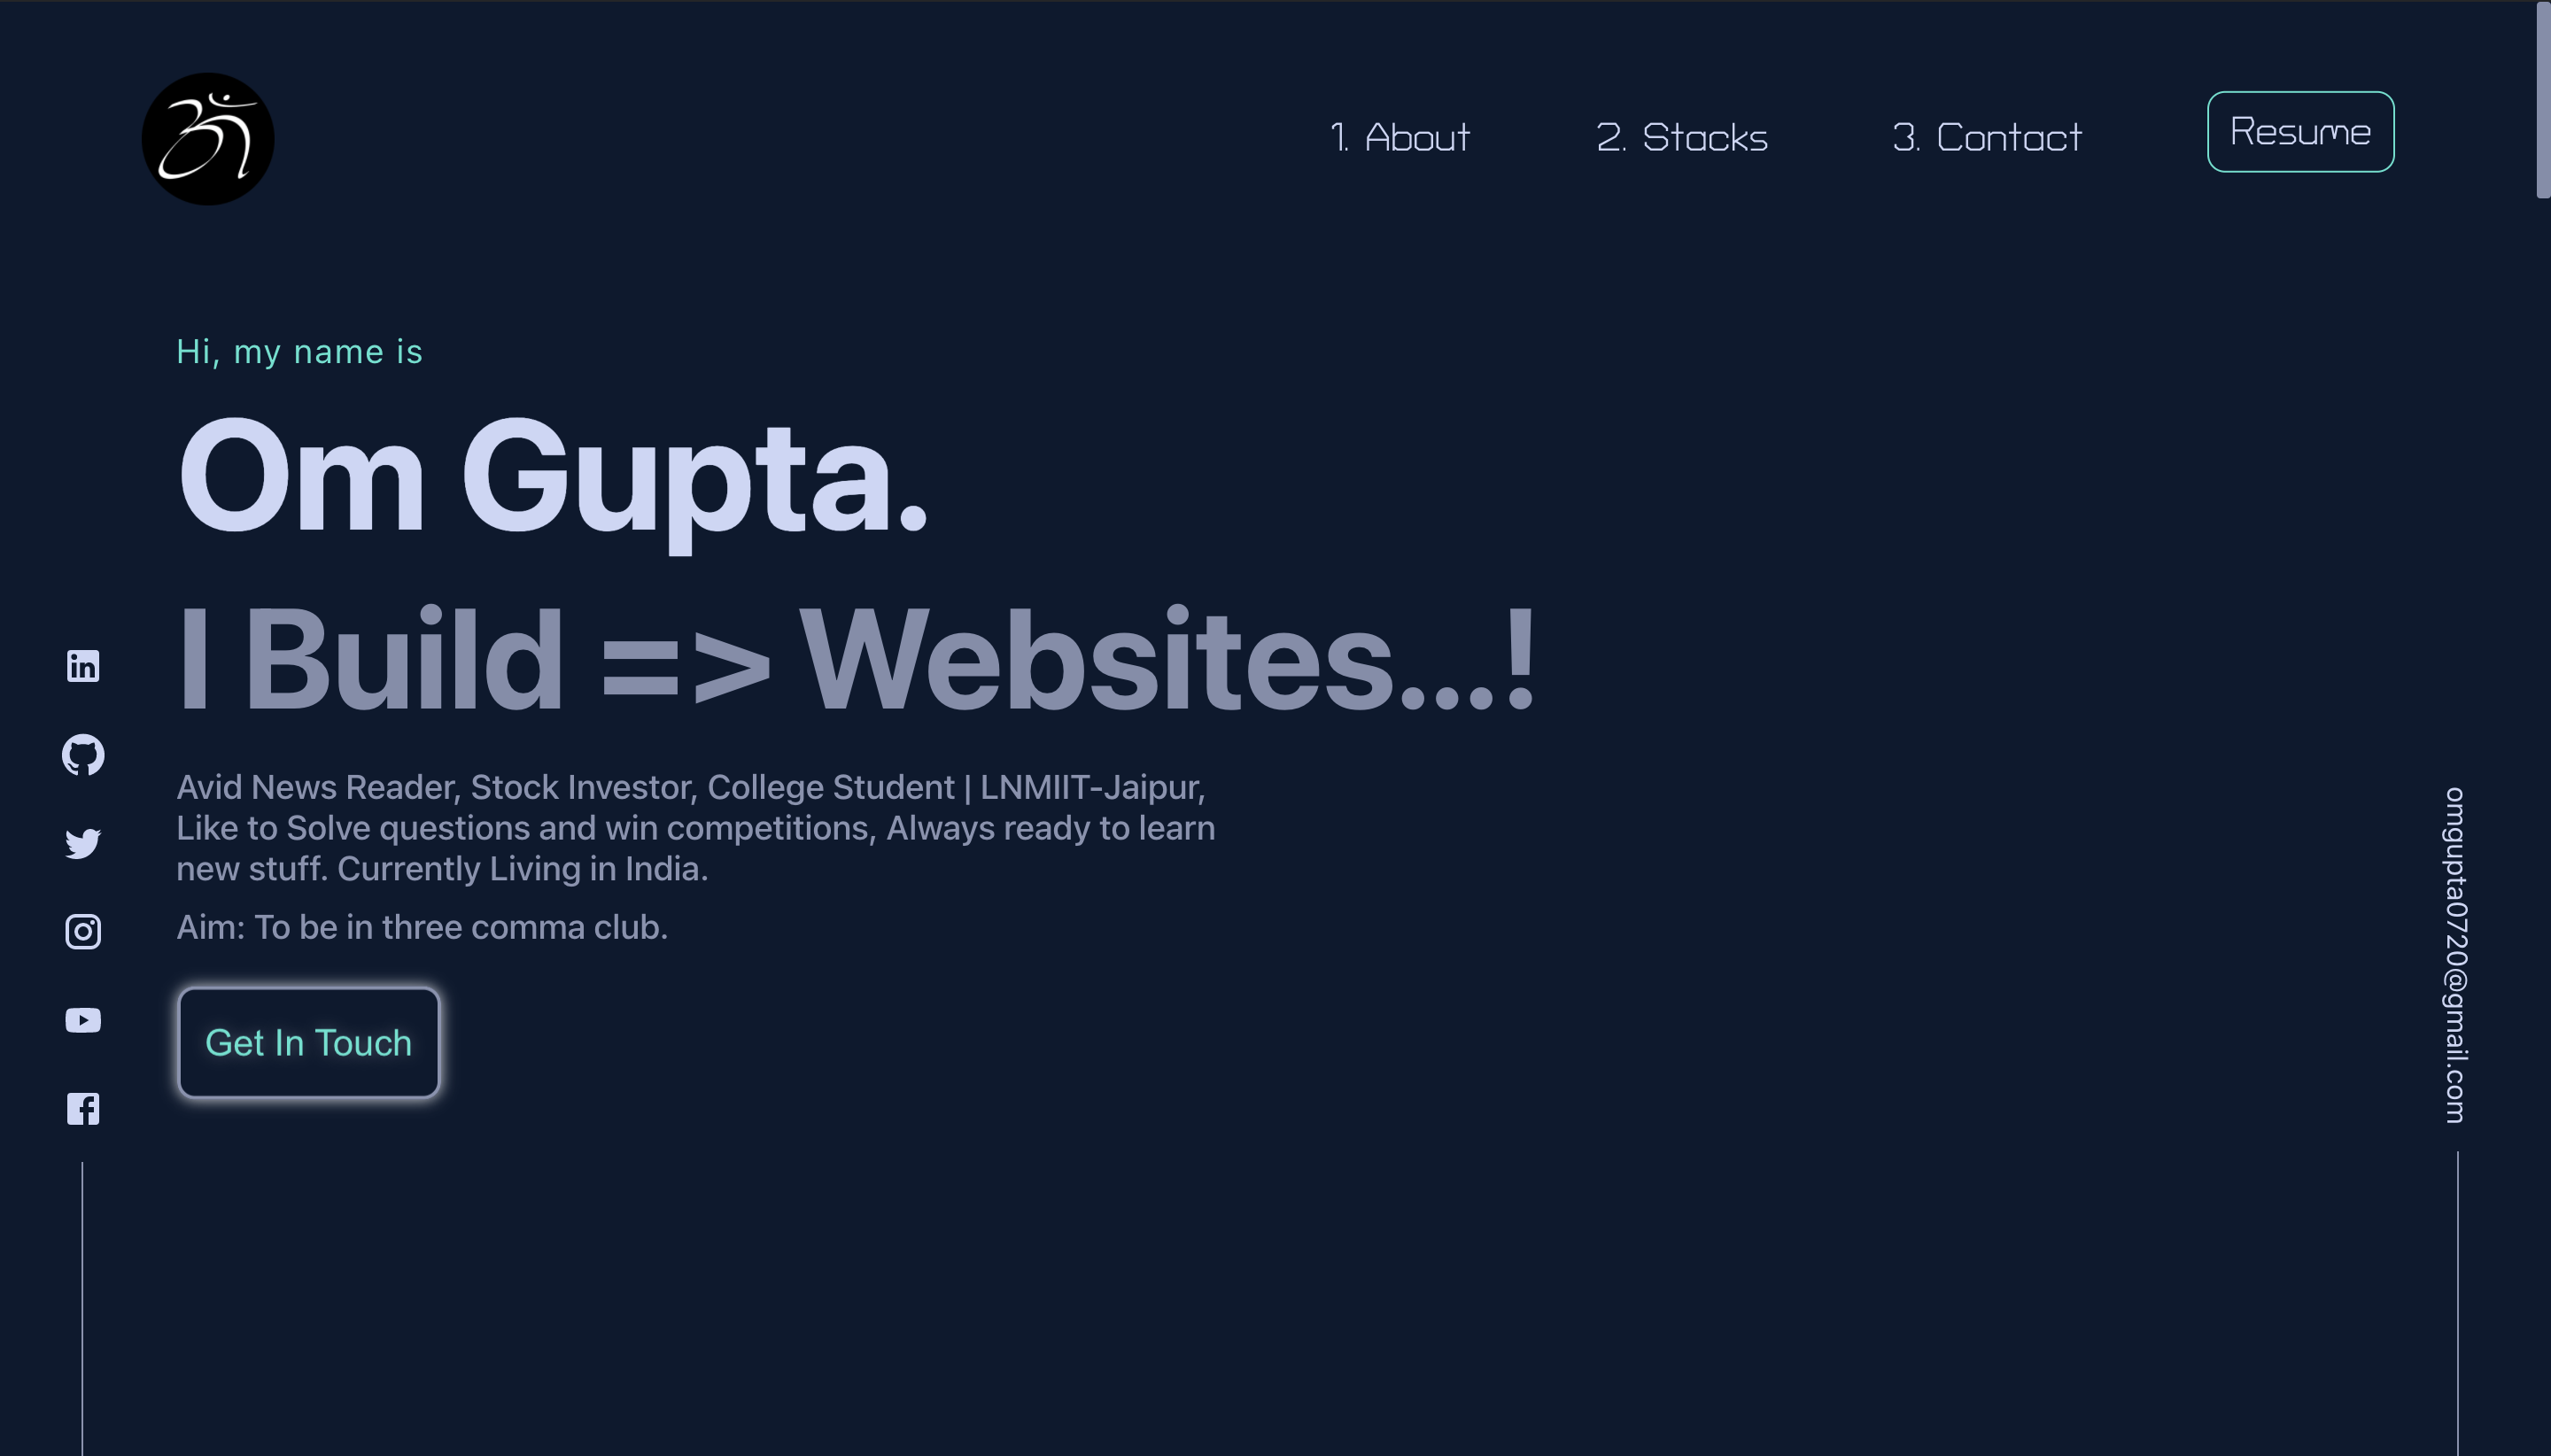 ॐ
1. About
2. Stacks
3. Contact
Resume
Hi, my name is
Om Gupta.
I Build => Websites...!
Avid News Reader, Stock Investor, College Student | LNMIIT-Jaipur,
Like to Solve questions and win competitions, Always ready to learn
new stuff. Currently Living in India.
Aim: To be in three comma club.
Get In Touch
omgupta0720@gmail.com